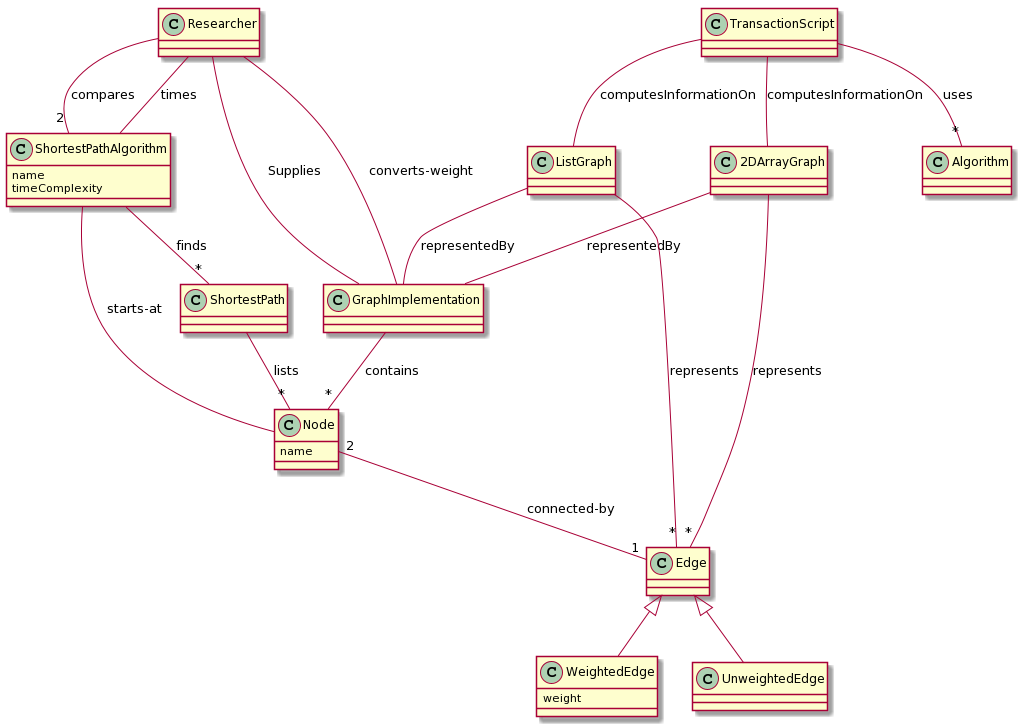 C Researcher
C TransactionScript
compares
times
computesInformationOn
computesInformationOn
uses
2
*
C ShortestPathAlgorithm
name
timeComplexity
C ListGraph
C 2DArrayGraph
C Algorithm
Supplies
converts-weight
finds
*
representedBy
representedBy
C ShortestPath
C GraphImplementation
starts-at
lists
*
contains
*
represents
represents
C Node
name
2
connected-by
*
*
1
C Edge
C WeightedEdge
weight
C UnweightedEdge